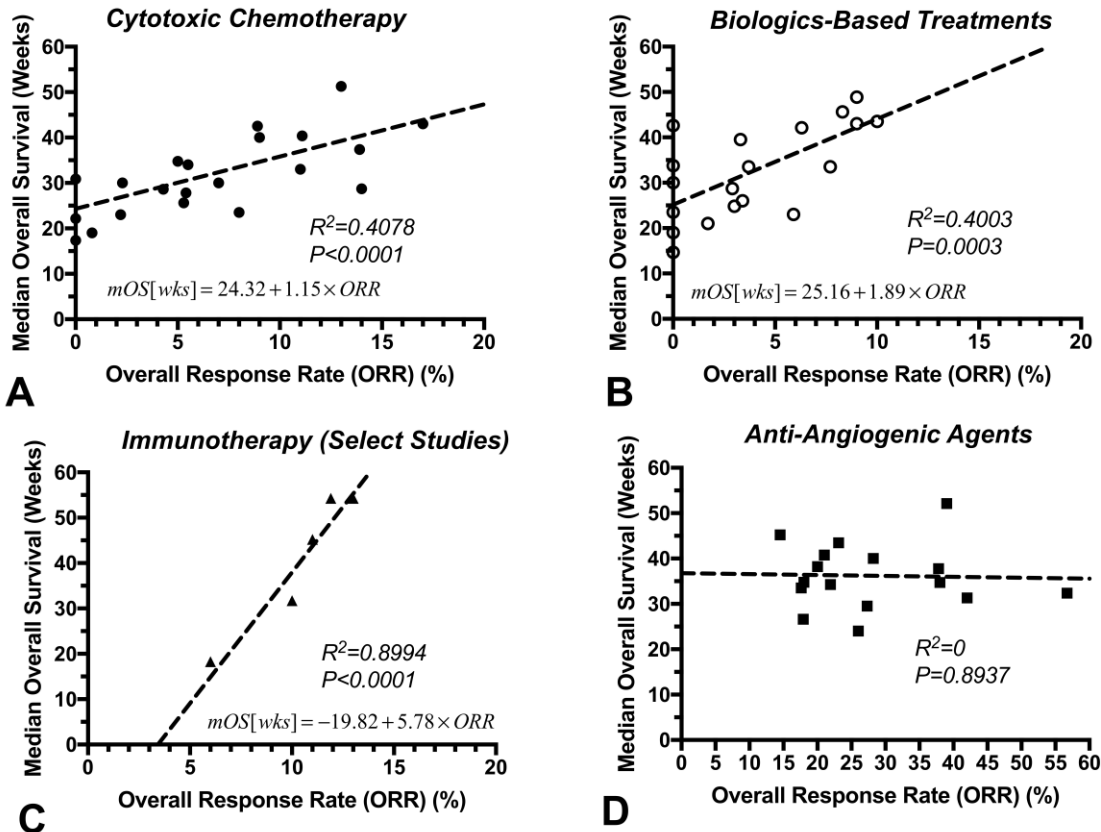 Cytotoxic Chemotherapy
Median Overall Survival (Weeks)
60
50
40
30
20
10
0
R²=0.4078
P<0.0001
mOS[wks] = 24.32+1.15×ORR
0 5 10 15 20
Overall Response Rate (ORR) (%)
A
Biologics-Based Treatments
Median Overall Survival (Weeks)
60
50
40
30
20
10
0
R²=0.4003
P=0.0003
mOS[wks] = 25.16+1.89×ORR
0 5 10 15 20
Overall Response Rate (ORR) (%)
B
Immunotherapy (Select Studies)
Median Overall Survival (Weeks)
60
50
40
30
20
10
0
R²=0.8994
P<0.0001
mOS[wks] = −19.82+5.78×ORR
0 5 10 15 20
Overall Response Rate (ORR) (%)
C
Anti-Angiogenic Agents
Median Overall Survival (Weeks)
60
50
40
30
20
10
0
R²=0
P=0.8937
0 5 10 15 20 25 30 35 40 45 50 55 60
Overall Response Rate (ORR) (%)
D